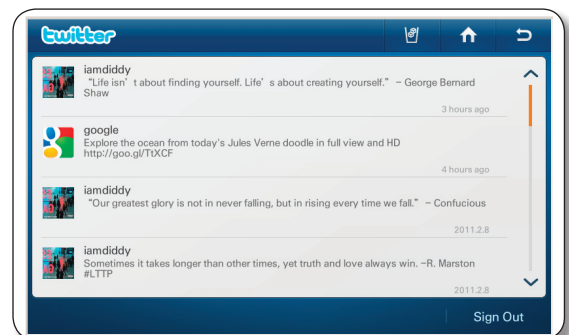 twitter
iamdiddy
“Life isn’ t about finding yourself. Life’ s about creating yourself.” – George Bernard
Shaw
3 hours ago
google
Explore the ocean from today's Jules Verne doodle in full view and HD
http://goo.gl/TtXCF
4 hours ago
iamdiddy
“Our greatest glory is not in never falling, but in rising every time we fall.” – Confucious
2011.2.8
iamdiddy
Sometimes it takes longer than other times, yet truth and love always win. –R. Marston
#LTTP
2011.2.8
Sign Out